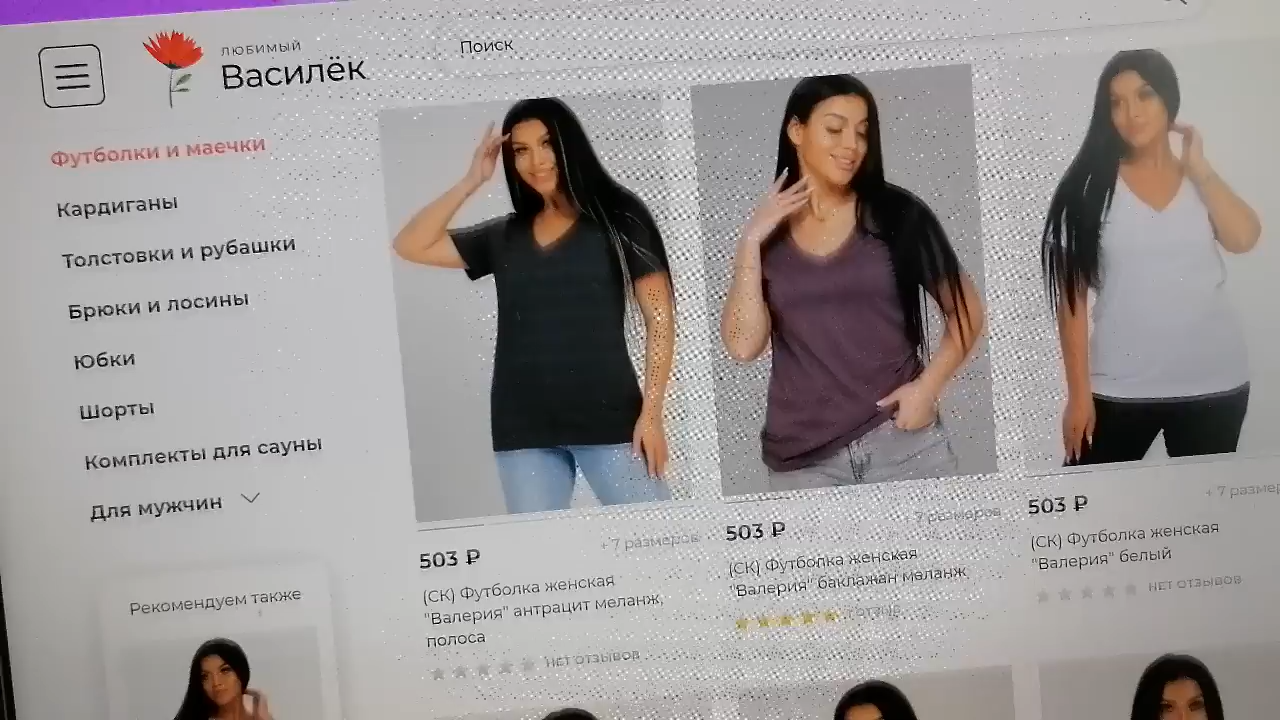 ЛЮБИМЫЙ
Василёк
Поиск
Футболки и маечки
Кардиганы
Толстовки и рубашки
Брюки и лосины
Юбки
Шорты
Комплекты для сауны
Для мужчин
Рекомендуем также
503 ₽
+ 7 размеров
(СК) Футболка женская
"Валерия" антрацит меланж,
полоса
НЕТ ОТЗЫВОВ
503 ₽
+ 7 размеров
(СК) Футболка женская
"Валерия" баклажан меланж,
1 ОТЗЫВ
503 ₽
+ 7 размер
(СК) Футболка женская
"Валерия" белый
НЕТ ОТЗЫВОВ